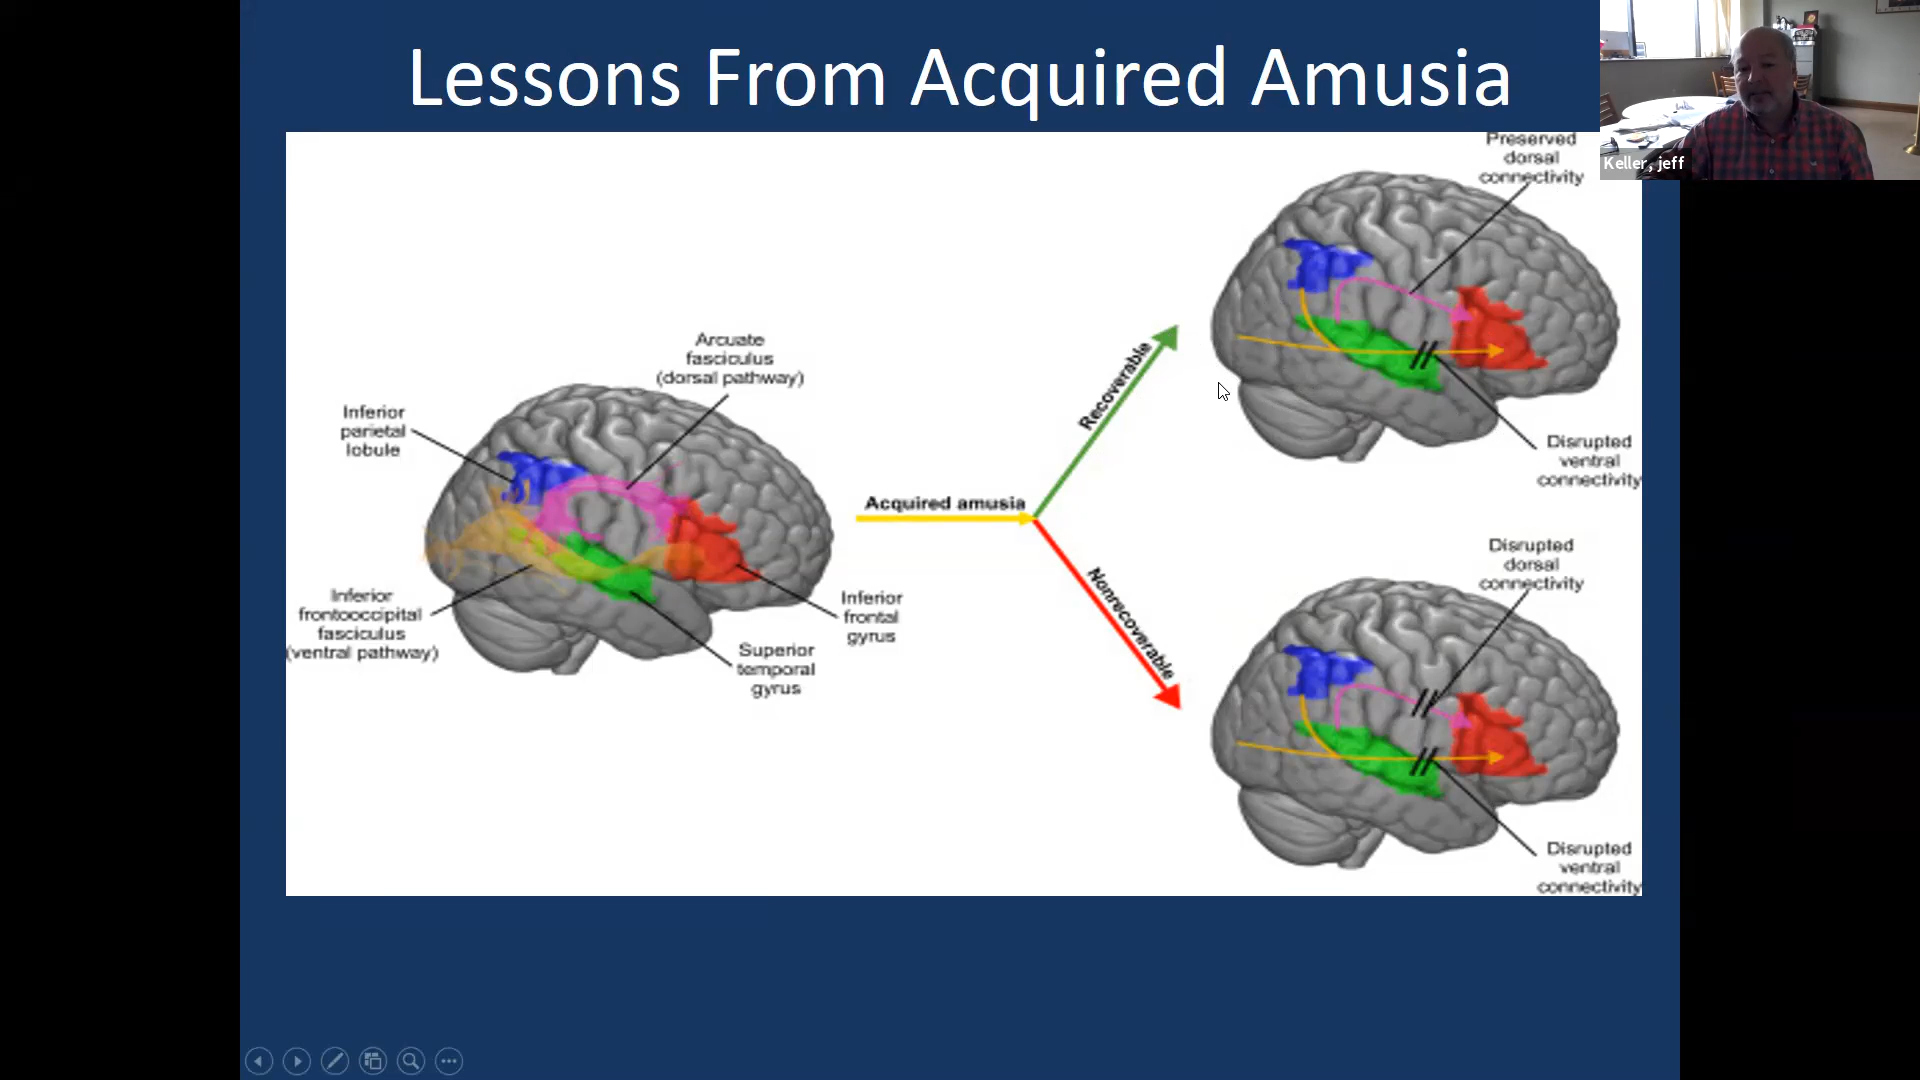 Lessons From Acquired Amusia
Keller, jeff
Preserved
dorsal
connectivity
Arcuate
fasciculus
(dorsal pathway)
Inferior
parietal
lobule
Recoverable
Disrupted
ventral
connectivity
Acquired amusia
Disrupted
dorsal
connectivity
Nonrecoverable
Inferior
frontooccipital
fasciculus
(ventral pathway)
Inferior
frontal
gyrus
Superior
temporal
gyrus
Disrupted
ventral
connectivity